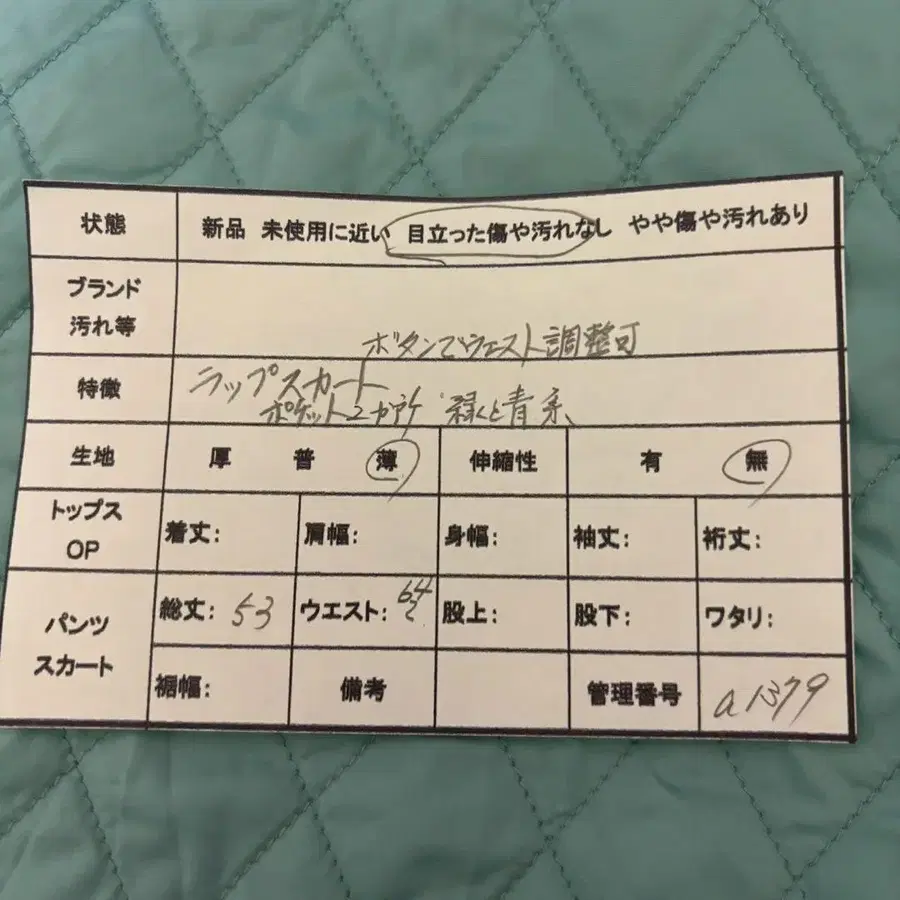 状態 新品 未使用に近い 目立った傷や汚れなし やや傷や汚れあり
ブランド
汚れ等
ボタンでウエスト調整可
特徴 ラップスカート
ポケット2か所 緑と青系
生地 厚 普 薄 伸縮性 有 無
トップス
OP
着丈: 肩幅: 身幅: 袖丈: 裄丈:
パンツ
スカート
総丈: 53 ウエスト: 64 股上: 股下: ワタリ:
裾幅: 備考 管理番号 a1379